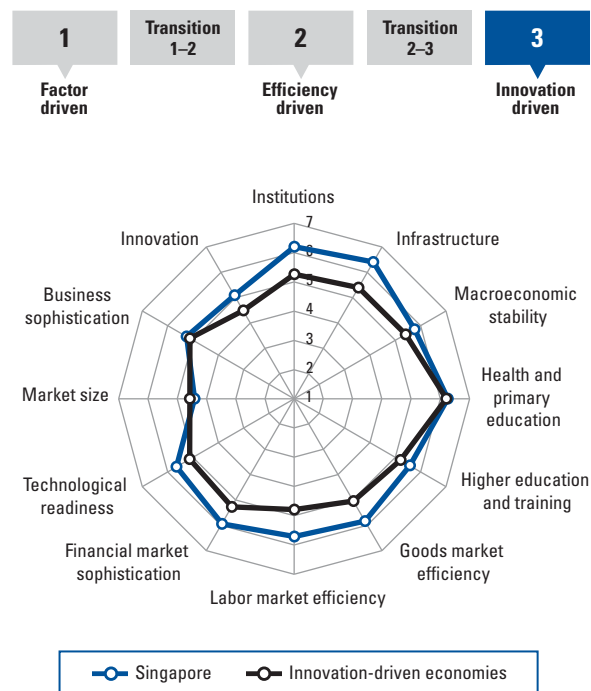 1
Transition
1–2
2
Transition
2–3
3
Factor
driven
Efficiency
driven
Innovation
driven
Institutions
7
Innovation
Infrastructure
6
5
Business
sophistication
Macroeconomic
stability
4
3
2
Market size
1
Health and
primary
education
Technological
readiness
Higher education
and training
Financial market
sophistication
Goods market
efficiency
Labor market efficiency
Singapore
Innovation-driven economies